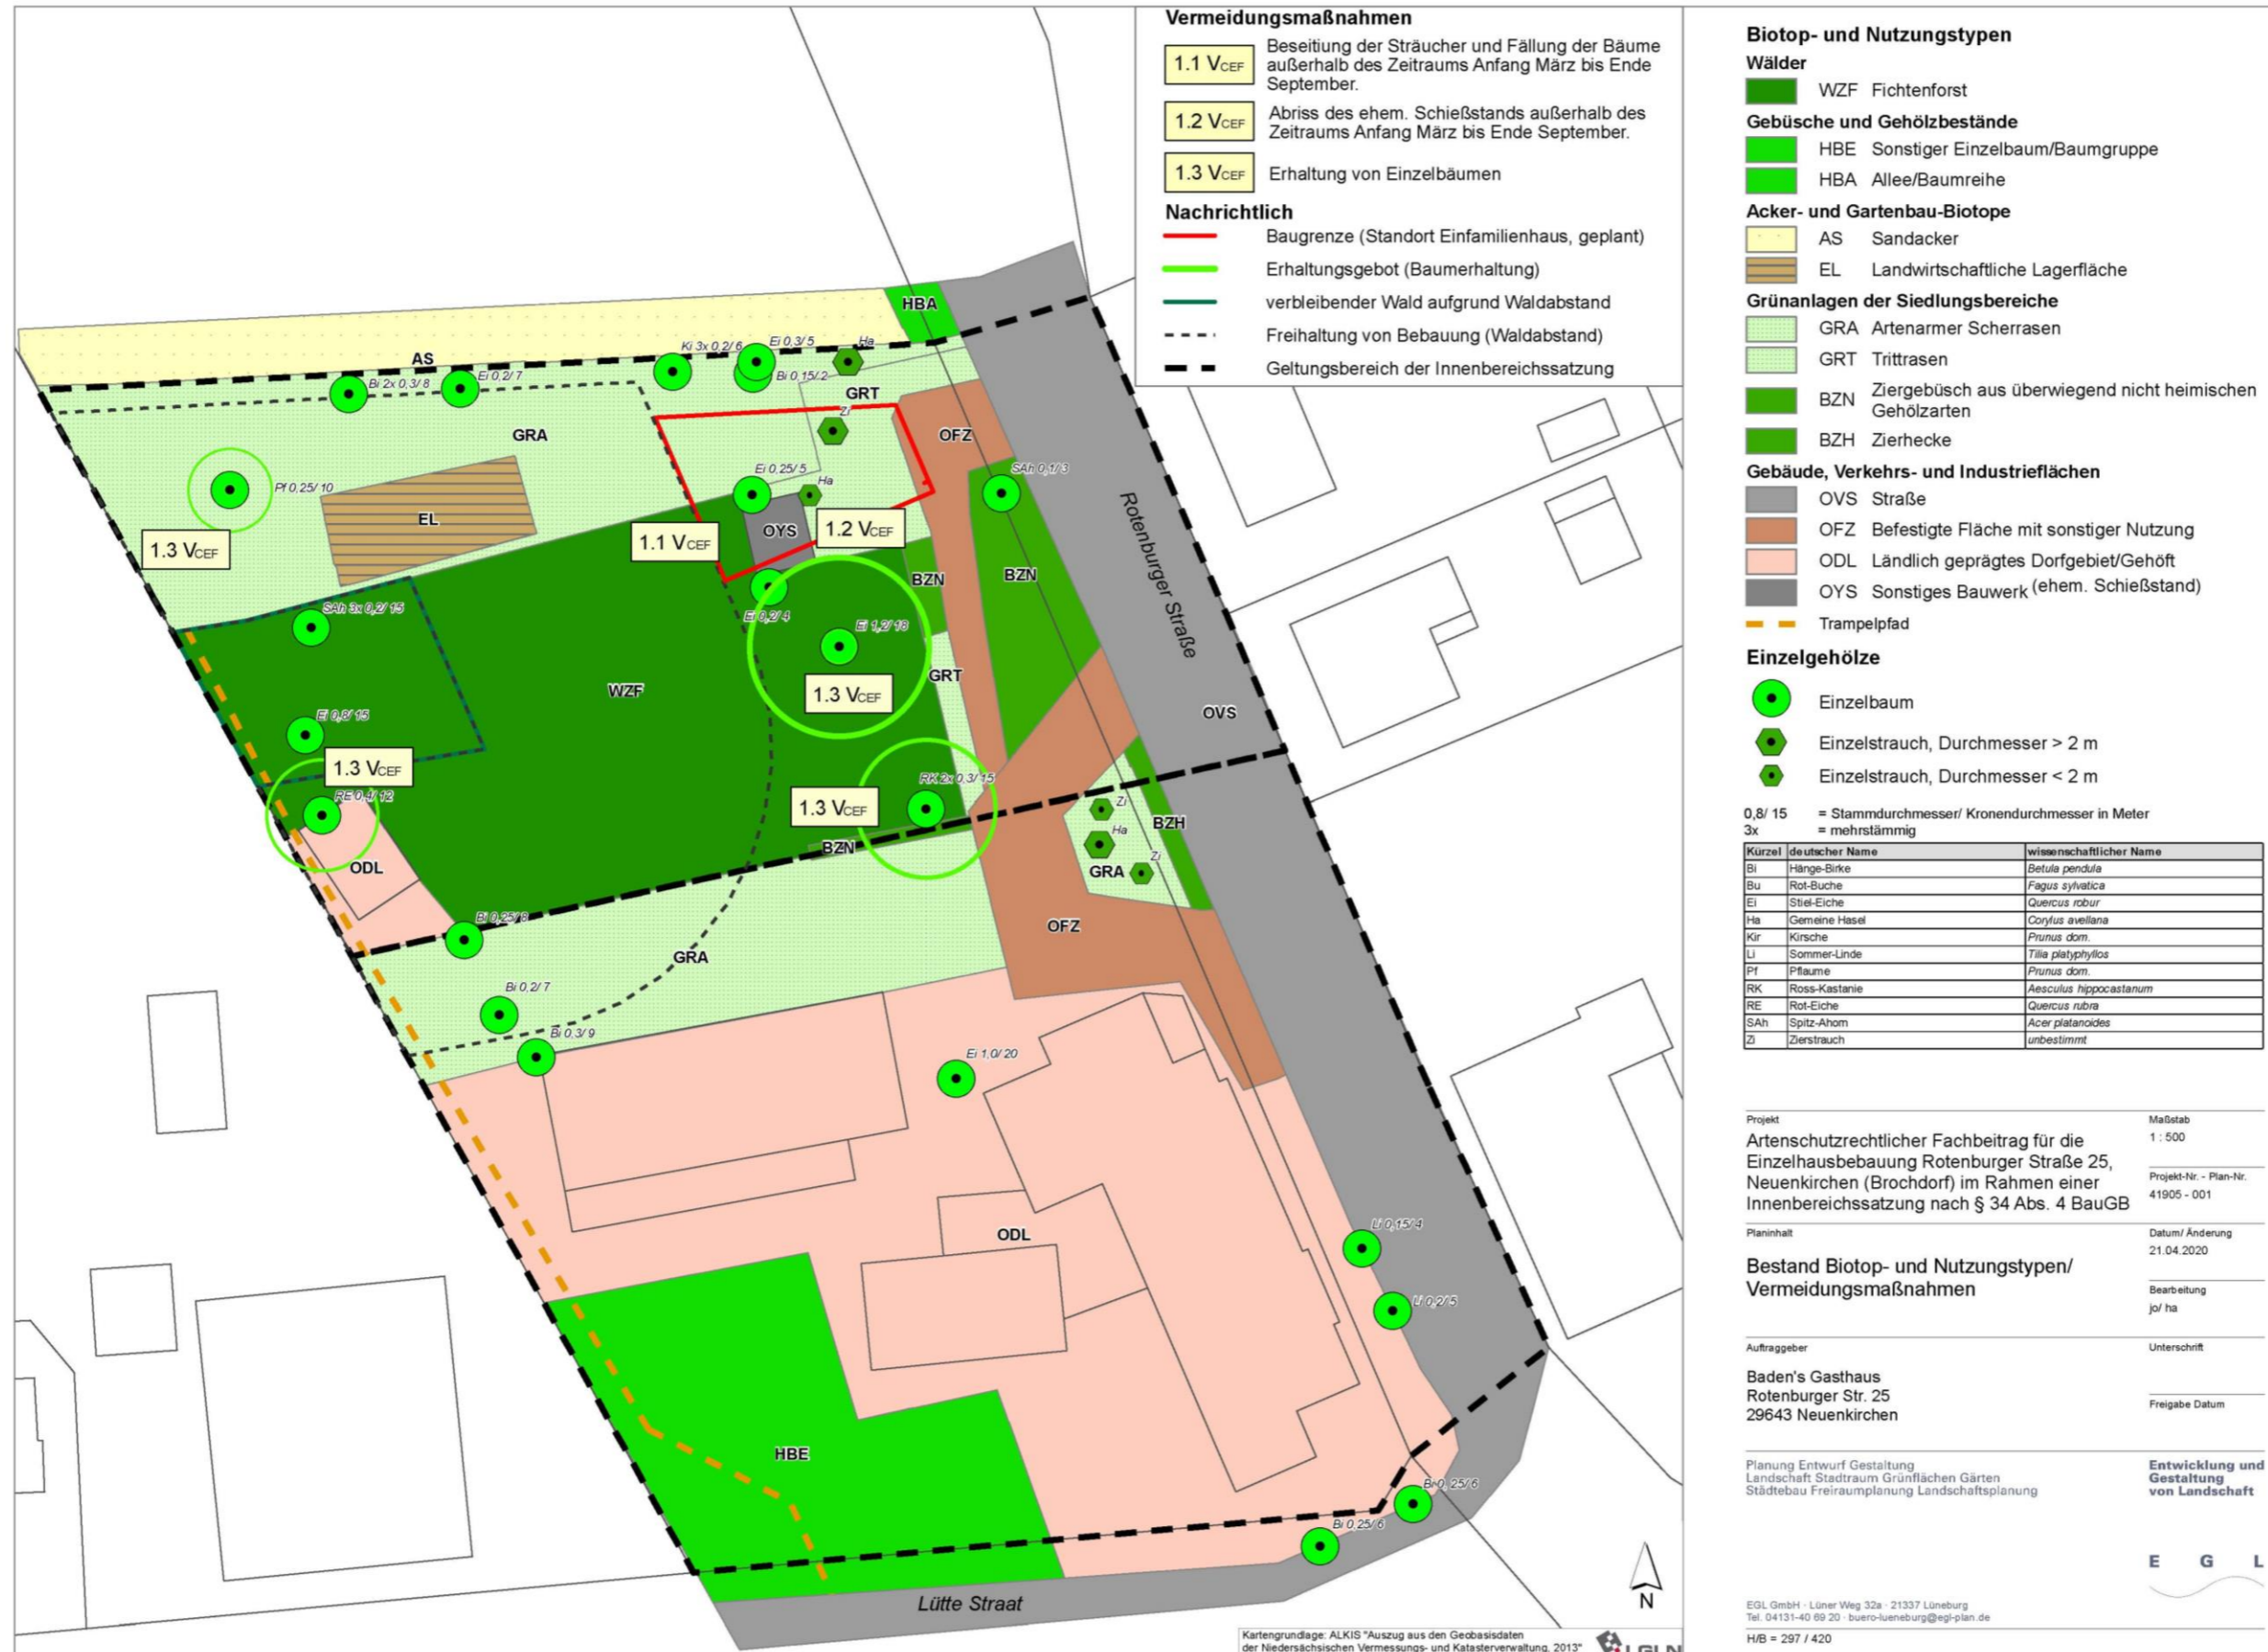 Vermeidungsmaßnahmen
1.1 VCEF
Beseitiung der Sträucher und Fällung der Bäume
außerhalb des Zeitraums Anfang März bis Ende
September.
1.2 VCEF
Abriss des ehem. Schießstands außerhalb des
Zeitraums Anfang März bis Ende September.
1.3 VCEF
Erhaltung von Einzelbäumen
Nachrichtlich
Baugrenze (Standort Einfamilienhaus, geplant)
Erhaltungsgebot (Baumerhaltung)
verbleibender Wald aufgrund Waldabstand
Freihaltung von Bebauung (Waldabstand)
Geltungsbereich der Innenbereichssatzung
HBA
AS
Ki 3x 0,2/ 6
Ei 0,3/ 5
Ha
Bi 2x 0,3/ 8
Ei 0,2/ 7
Bi 0,15/ 2
GRT
Zi
GRA
OFZ
Ei 0,25/ 5
Ha
SAh 0,1/ 3
Pf 0,25/ 10
EL
1.3 VCEF
1.1 VCEF
OYS
1.2 VCEF
Rotenburger Straße
BZN
BZN
SAh 3x 0,2/ 15
Ei 0,2/ 4
Ei 1,2/ 18
GRT
WZF
1.3 VCEF
OVS
Ei 0,8/ 15
1.3 VCEF
RE 0,4/ 12
RK 2x 0,3/ 15
1.3 VCEF
Zi
Ha
BZH
BZN
Zi
GRA
ODL
Bi 0,25/ 8
OFZ
GRA
Bi 0,2/ 7
Bi 0,3/ 9
Ei 1,0/ 20
ODL
Li 0,15/ 4
Li 0,2/ 5
HBE
Bi 0,25/ 6
Bi 0,25/ 6
Lütte Straat
N
Kartengrundlage: ALKIS "Auszug aus den Geobasisdaten
der Niedersächsischen Vermessungs- und Katasterverwaltung, 2013"
LGLN
Biotop- und Nutzungstypen
Wälder
WZF Fichtenforst
Gebüsche und Gehölzbestände
HBE Sonstiger Einzelbaum/Baumgruppe
HBA Allee/Baumreihe
Acker- und Gartenbau-Biotope
AS Sandacker
EL Landwirtschaftliche Lagerfläche
Grünanlagen der Siedlungsbereiche
GRA Artenarmer Scherrasen
GRT Trittrasen
BZN Ziergebüsch aus überwiegend nicht heimischen
Gehölzarten
BZH Zierhecke
Gebäude, Verkehrs- und Industrieflächen
OVS Straße
OFZ Befestigte Fläche mit sonstiger Nutzung
ODL Ländlich geprägtes Dorfgebiet/Gehöft
OYS Sonstiges Bauwerk (ehem. Schießstand)
Trampelpfad
Einzelgehölze
Einzelbaum
Einzelstrauch, Durchmesser > 2 m
Einzelstrauch, Durchmesser < 2 m
0,8/ 15 = Stammdurchmesser/ Kronendurchmesser in Meter
3x = mehrstämmig
Kürzel deutscher Name wissenschaftlicher Name
Bi Hänge-Birke Betula pendula
Bu Rot-Buche Fagus sylvatica
Ei Stiel-Eiche Quercus robur
Ha Gemeine Hasel Corylus avellana
Kir Kirsche Prunus dom.
Li Sommer-Linde Tilia platyphyllos
Pf Pflaume Prunus dom.
RK Ross-Kastanie Aesculus hippocastanum
RE Rot-Eiche Quercus rubra
SAh Spitz-Ahorn Acer platanoides
Zi Zierstrauch unbestimmt
Projekt
Artenschutzrechtlicher Fachbeitrag für die
Einzelhausbebauung Rotenburger Straße 25,
Neuenkirchen (Brochdorf) im Rahmen einer
Innenbereichssatzung nach § 34 Abs. 4 BauGB
Maßstab
1 : 500
Projekt-Nr. - Plan-Nr.
41905 - 001
Planinhalt
Bestand Biotop- und Nutzungstypen/
Vermeidungsmaßnahmen
Datum/ Änderung
21.04.2020
Bearbeitung
jo/ ha
Auftraggeber
Baden's Gasthaus
Rotenburger Str. 25
29643 Neuenkirchen
Unterschrift
Freigabe Datum
Planung Entwurf Gestaltung
Landschaft Stadtraum Grünflächen Gärten
Städtebau Freiraumplanung Landschaftsplanung
Entwicklung und
Gestaltung
von Landschaft
E G L
EGL GmbH · Lüner Weg 32a · 21337 Lüneburg
Tel. 04131-40 69 20 · buero-lueneburg@egl-plan.de
H/B = 297 / 420